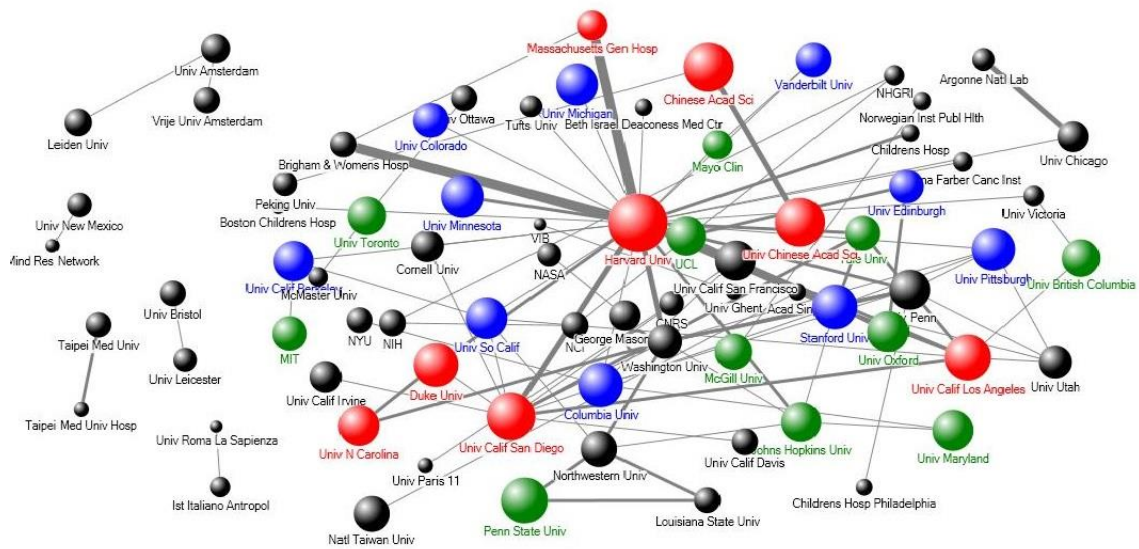 Massachusetts Gen Hosp
Univ Amsterdam
Vrije Univ Amsterdam
Leiden Univ
Univ New Mexico
Mind Res Network
Univ Bristol
Univ Leicester
Taipei Med Univ
Taipei Med Univ Hosp
Univ Roma La Sapienza
Ist Italiano Antropol
Chinese Acad Sci
Vanderbilt Univ
NHGRI
Argonne Natl Lab
Univ Michigan
Ottawa
Tufts Univ
Beth Israel Deaconess Med Ctr
Norwegian Inst Publ Hlth
Univ Colorado
Brigham & Womens Hosp
Mayo Clin
Childrens Hosp
Univ Chicago
Farber Canc Inst
Peking Univ
Boston Childrens Hosp
Univ Toronto
Univ Minnesota
VIB
Harvard Univ
UCL
Univ Chinese Acad Sci
Yale Univ
Univ Edinburgh
Univ Victoria
Cornell Univ
NASA
Univ Calif San Francisco
Univ Pittsburgh
Univ British Columbia
Univ Calif Berkeley
McMaster Univ
Univ Ghent
Acad Sin
Penn
MIT
NYU
NIH
Univ So Calif
NCI
George Mason
CNRS
Washington Univ
Stanford Univ
Univ Oxford
McGill Univ
Univ Calif Irvine
Duke Univ
Columbia Univ
Univ Calif Los Angeles
Univ Utah
Univ N Carolina
Univ Calif San Diego
Johns Hopkins Univ
Univ Maryland
Univ Paris 11
Northwestern Univ
Univ Calif Davis
Natl Taiwan Univ
Penn State Univ
Louisiana State Univ
Childrens Hosp Philadelphia